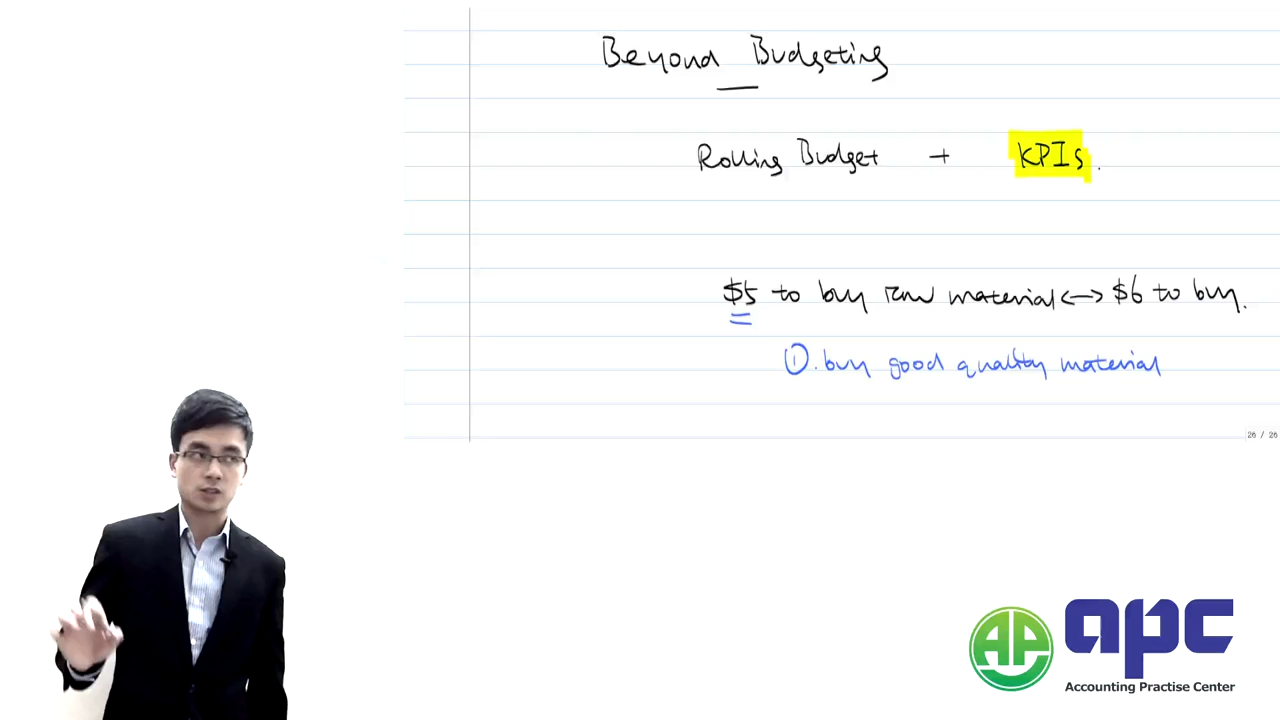 Beyond Budgeting
Rolling Budget + KPIs.
$5 to buy raw material <-> $6 to buy.
①. buy good quality material
26 / 26
AP
apc
Accounting Practise Center